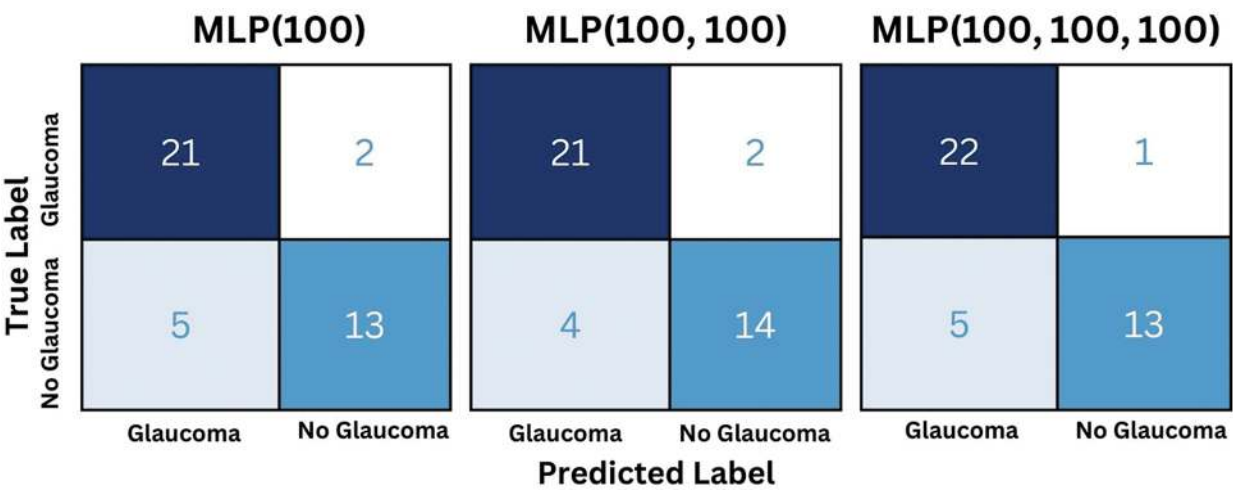 MLP(100) MLP(100, 100) MLP(100, 100, 100)
True Label
Glaucoma
No Glaucoma
21 2 21 2 22 1
5 13 4 14 5 13
Glaucoma No Glaucoma Glaucoma No Glaucoma Glaucoma No Glaucoma
Predicted Label